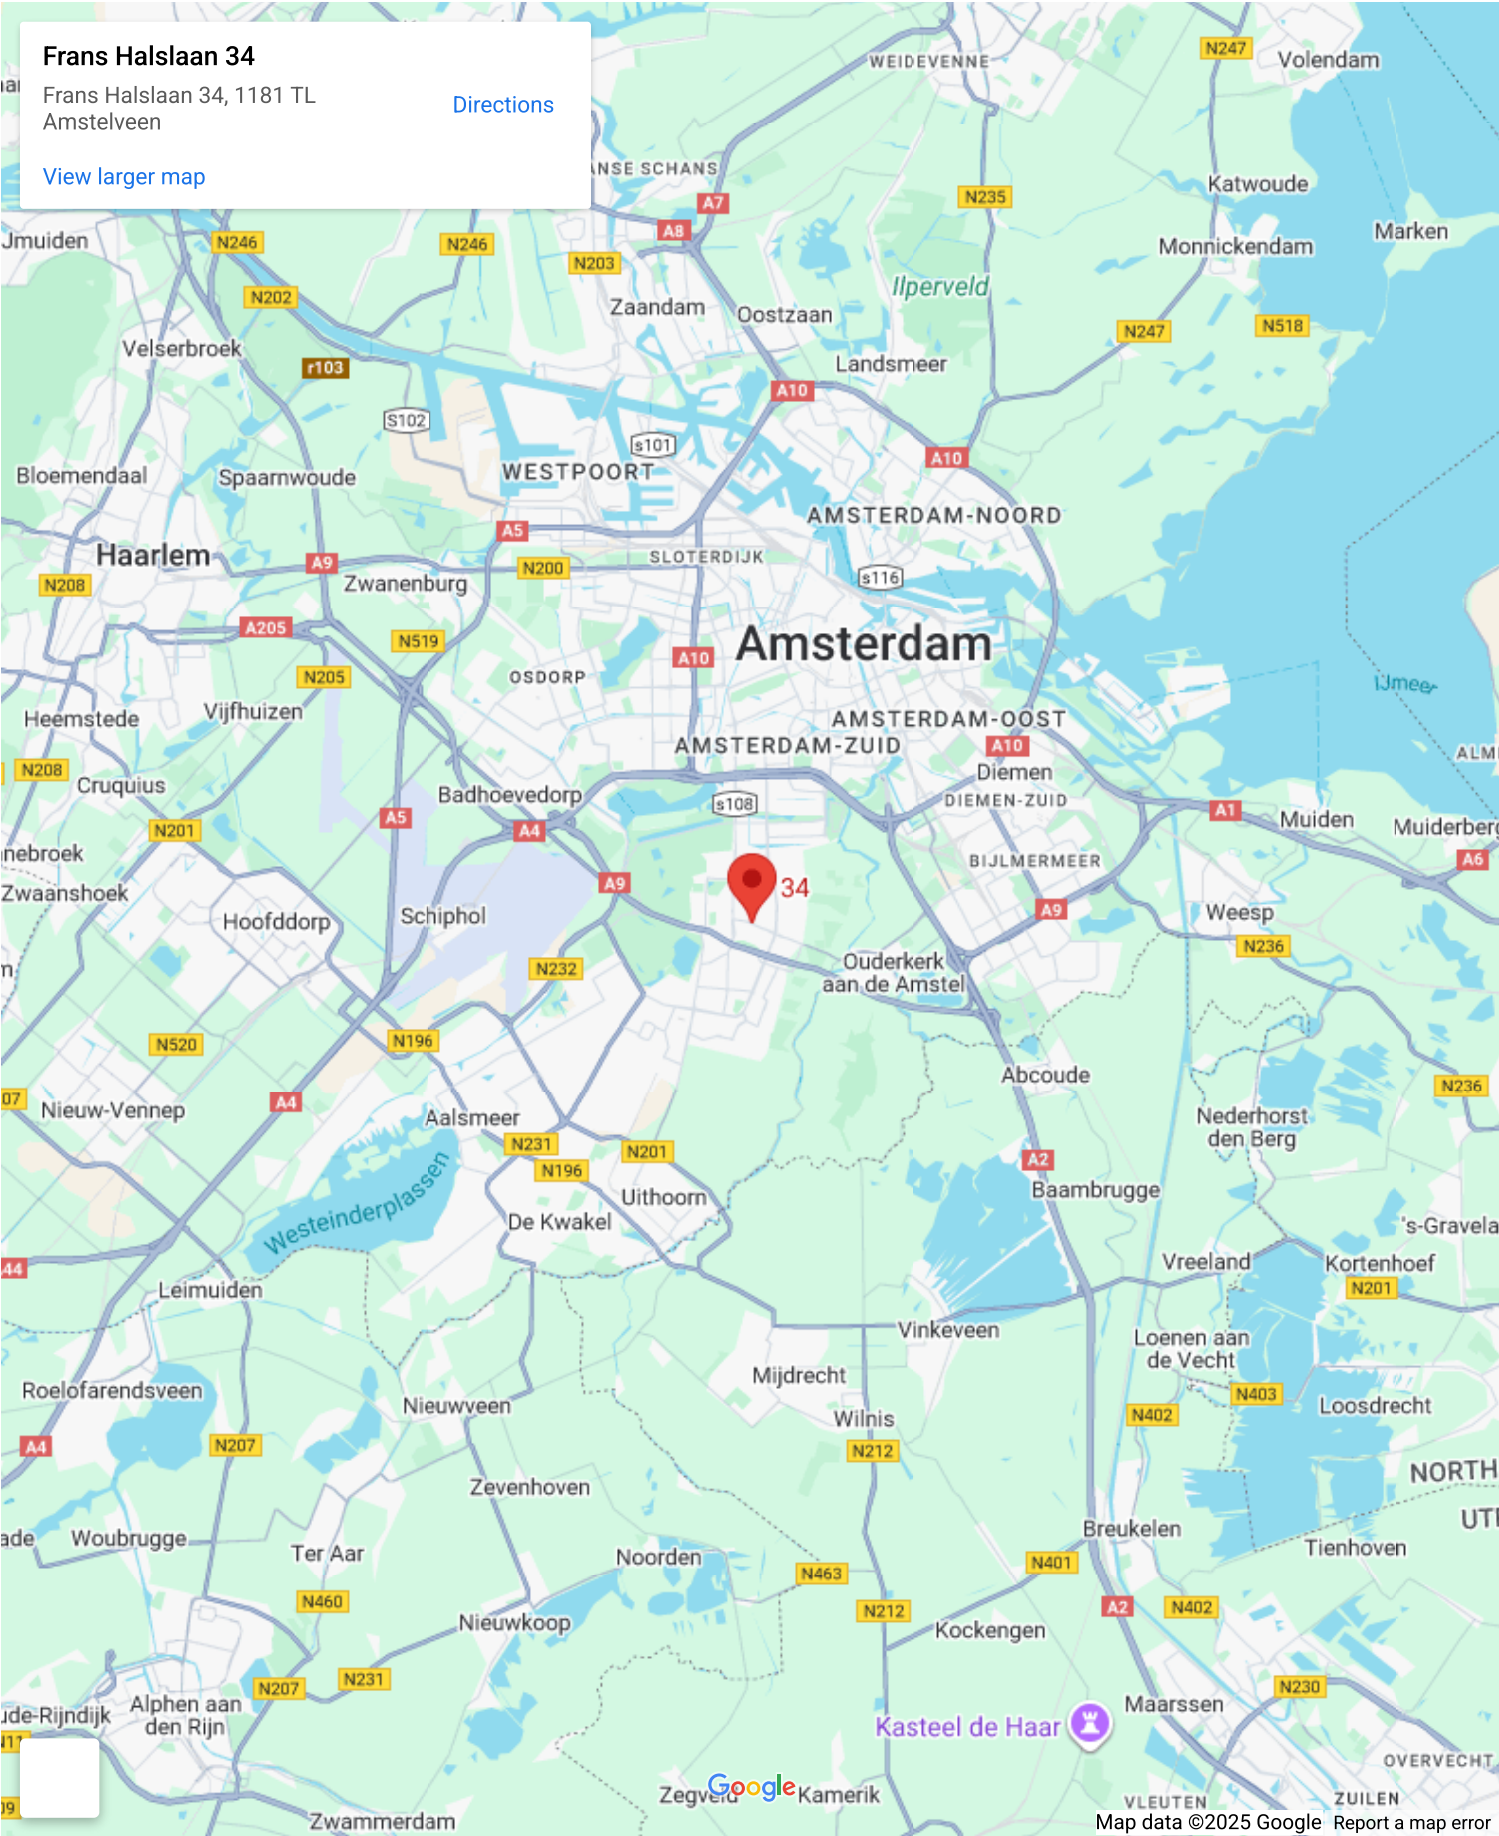 Frans Halslaan 34
Frans Halslaan 34, 1181 TL
Amstelveen
Directions
View larger map
WEIDEVENNE
N247
Volendam
ANSE SCHANS
A7
N235
Katwoude
A8
Marken
JMUIDEN
N246
N246
N203
Monnickendam
Ilperveld
N202
Zaandam
Oostzaan
N247
N518
Velserbroek
r103
Landsmeer
A10
S102
s101
A10
WESTPOORT
Bloemendaal
Spaarnwoude
AMSTERDAM-NOORD
A5
Haarlem
A9
N200
SLOTERDIJK
s116
N208
Zwanenburg
A205
N519
Amsterdam
A10
N205
OSDORP
IJmeer
Vijfhuizen
Heemstede
AMSTERDAM-OOST
AMSTERDAM-ZUID
A10
N208
Cruquius
Diemen
Badhoevedorp
s108
DIEMEN-ZUID
N201
A5
A4
A1
Muiden
Muiderberg
nebroek
BIJLMERMEER
A6
Zwaanshoek
A9
34
Hoofddorp
Schiphol
A9
Weesp
N236
N232
Ouderkerk
aan de Amstel
N520
N196
Abcoude
N236
07
Nieuw-Vennep
A4
Aalsmeer
Nederhorst
den Berg
N231
N201
N196
A2
Westeinderplassen
Uithoorn
Baambrugge
De Kwakel
's-Gravela
A44
Vreeland
Kortenhoef
Leimuiden
N201
Vinkeveen
Loenen aan
de Vecht
Roelofarendsveen
Mijdrecht
Nieuwveen
N403
Loosdrecht
Wilnis
N402
A4
N207
N212
NORTH
Zevenhoven
UTR
ade
Woubrugge
Breukelen
Tienhoven
Ter Aar
Noorden
N463
N401
N460
N212
A2
N402
Nieuwkoop
Kockengen
N207
N231
N230
Alphen aan
den Rijn
ude-Rijndijk
Maarssen
Kasteel de Haar
N11
OVERVECHT
Zegveld
Google
Kamerik
VLEUTEN
ZUILEN
09
Zwammerdam
Map data ©2025 Google
Report a map error